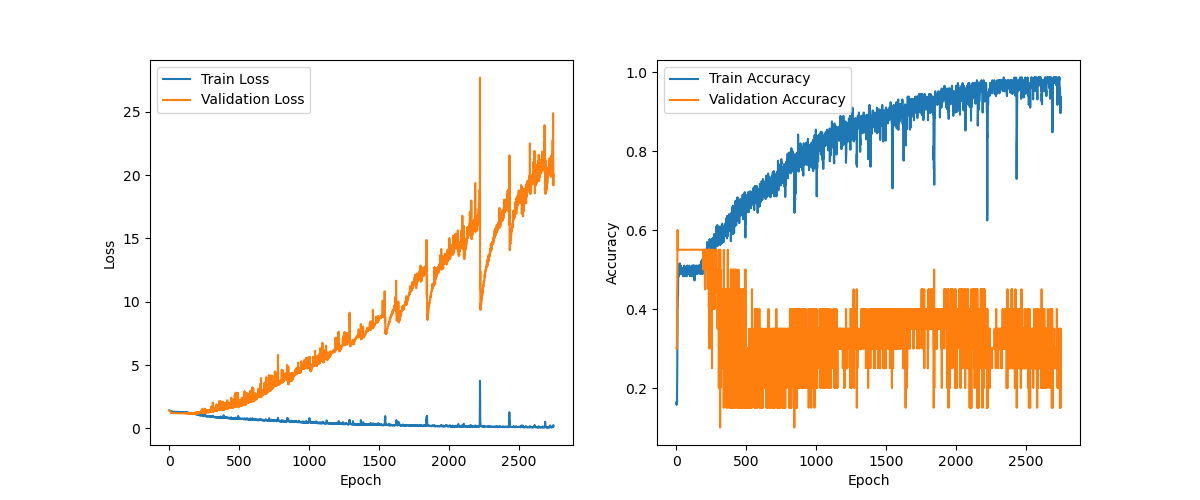 Train Loss
Validation Loss
25
20
15
10
5
0
Loss
0 500 1000 1500 2000 2500
Epoch
Train Accuracy
Validation Accuracy
1.0
0.8
0.6
0.4
0.2
Accuracy
0 500 1000 1500 2000 2500
Epoch